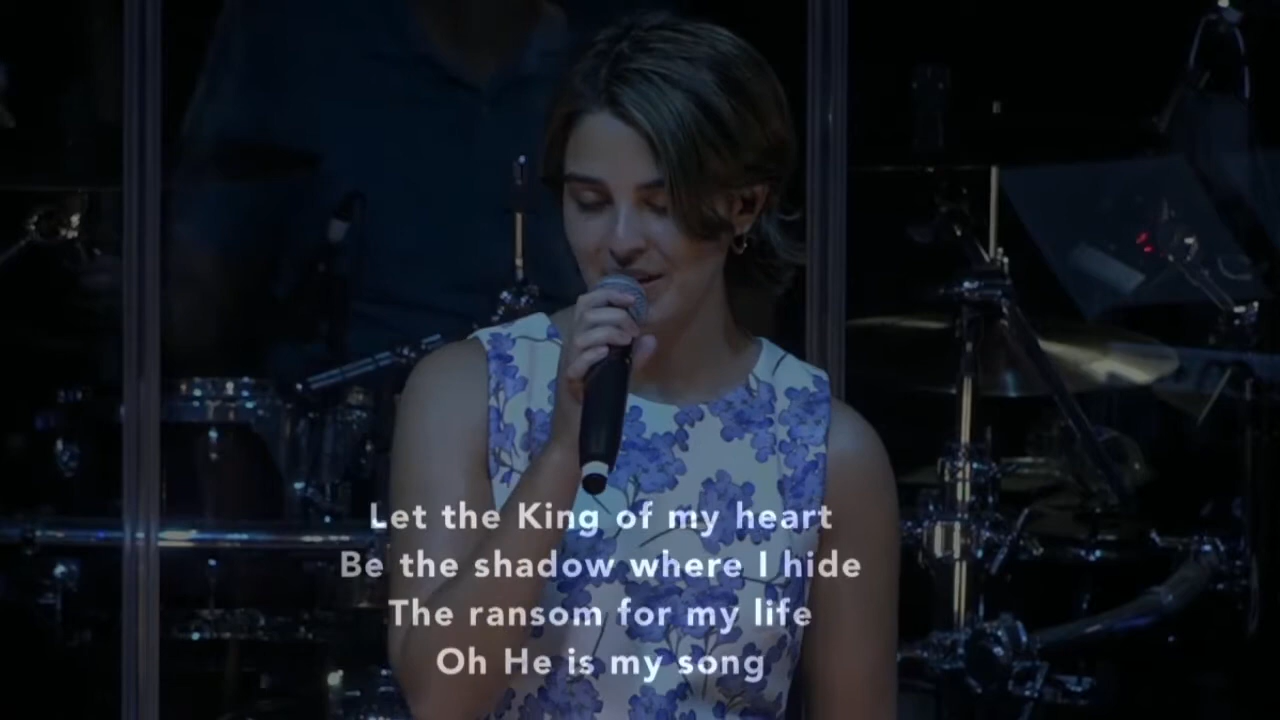 Let the King of my heart
Be the shadow where I hide
The ransom for my life
Oh He is my song